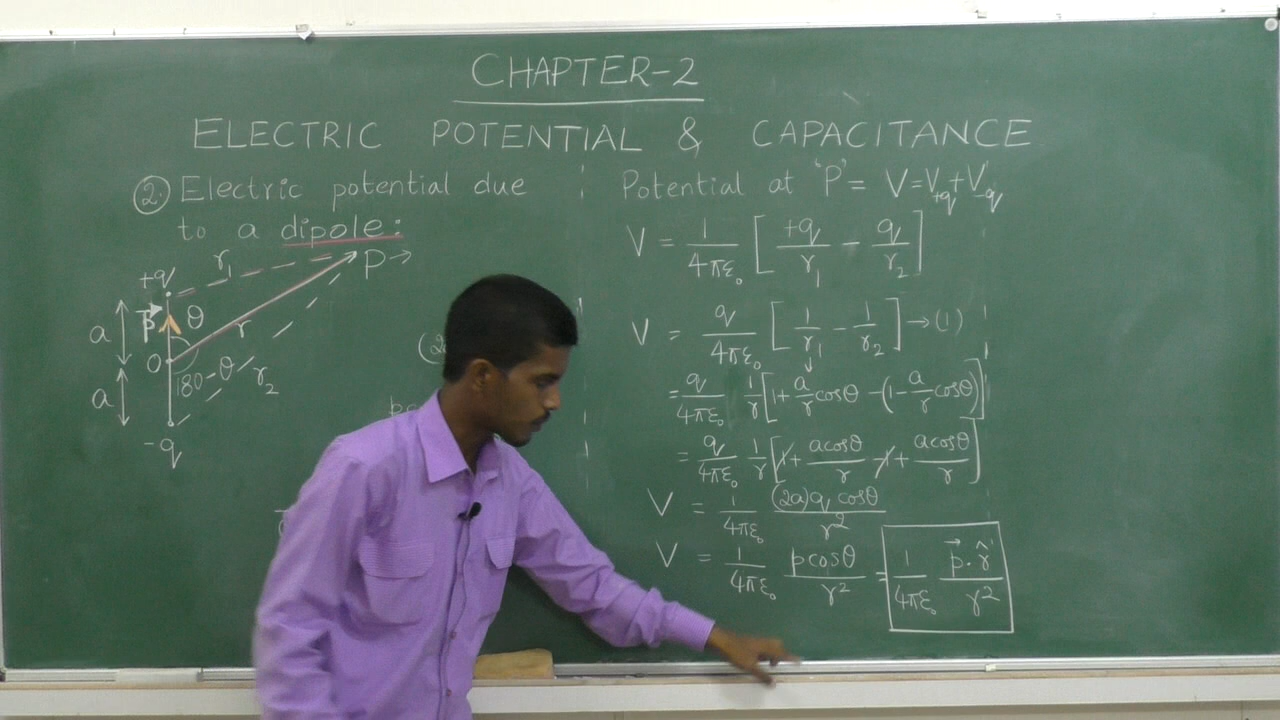 CHAPTER-2
ELECTRIC POTENTIAL & CAPACITANCE
2. Electric potential due
to a dipole:
+q r₁ P→
a p⃗ θ r
O
a 180-θ r₂
-q
Potential at 'P' = V=V₊q+V₋q
V = 1/4πε₀ [ +q/r₁ - q/r₂ ]
V = q/4πε₀ [ 1/r₁ - 1/r₂ ] →(1)
= q/4πε₀ 1/r [1+ a/r cosθ -(1- a/r cosθ)]
= q/4πε₀ 1/r [1+ acosθ/r -1+ acosθ/r ]
V = 1/4πε₀ (2a)q cosθ/r²
V = 1/4πε₀ pcosθ/r² = 1/4πε₀ p⃗.r̂/r²